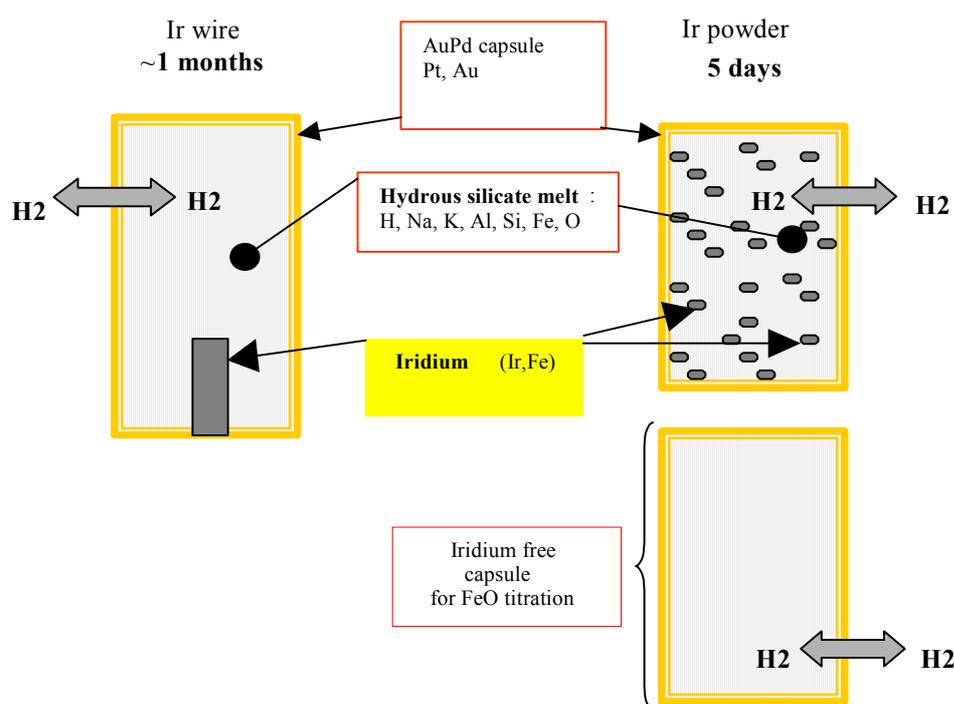 Ir wire
~1 months
AuPd capsule
Pt, Au
Ir powder
5 days
H2
H2
Hydrous silicate melt :
H, Na, K, Al, Si, Fe, O
H2
H2
Iridium (Ir,Fe)
Iridium free
capsule
for FeO titration
H2
H2